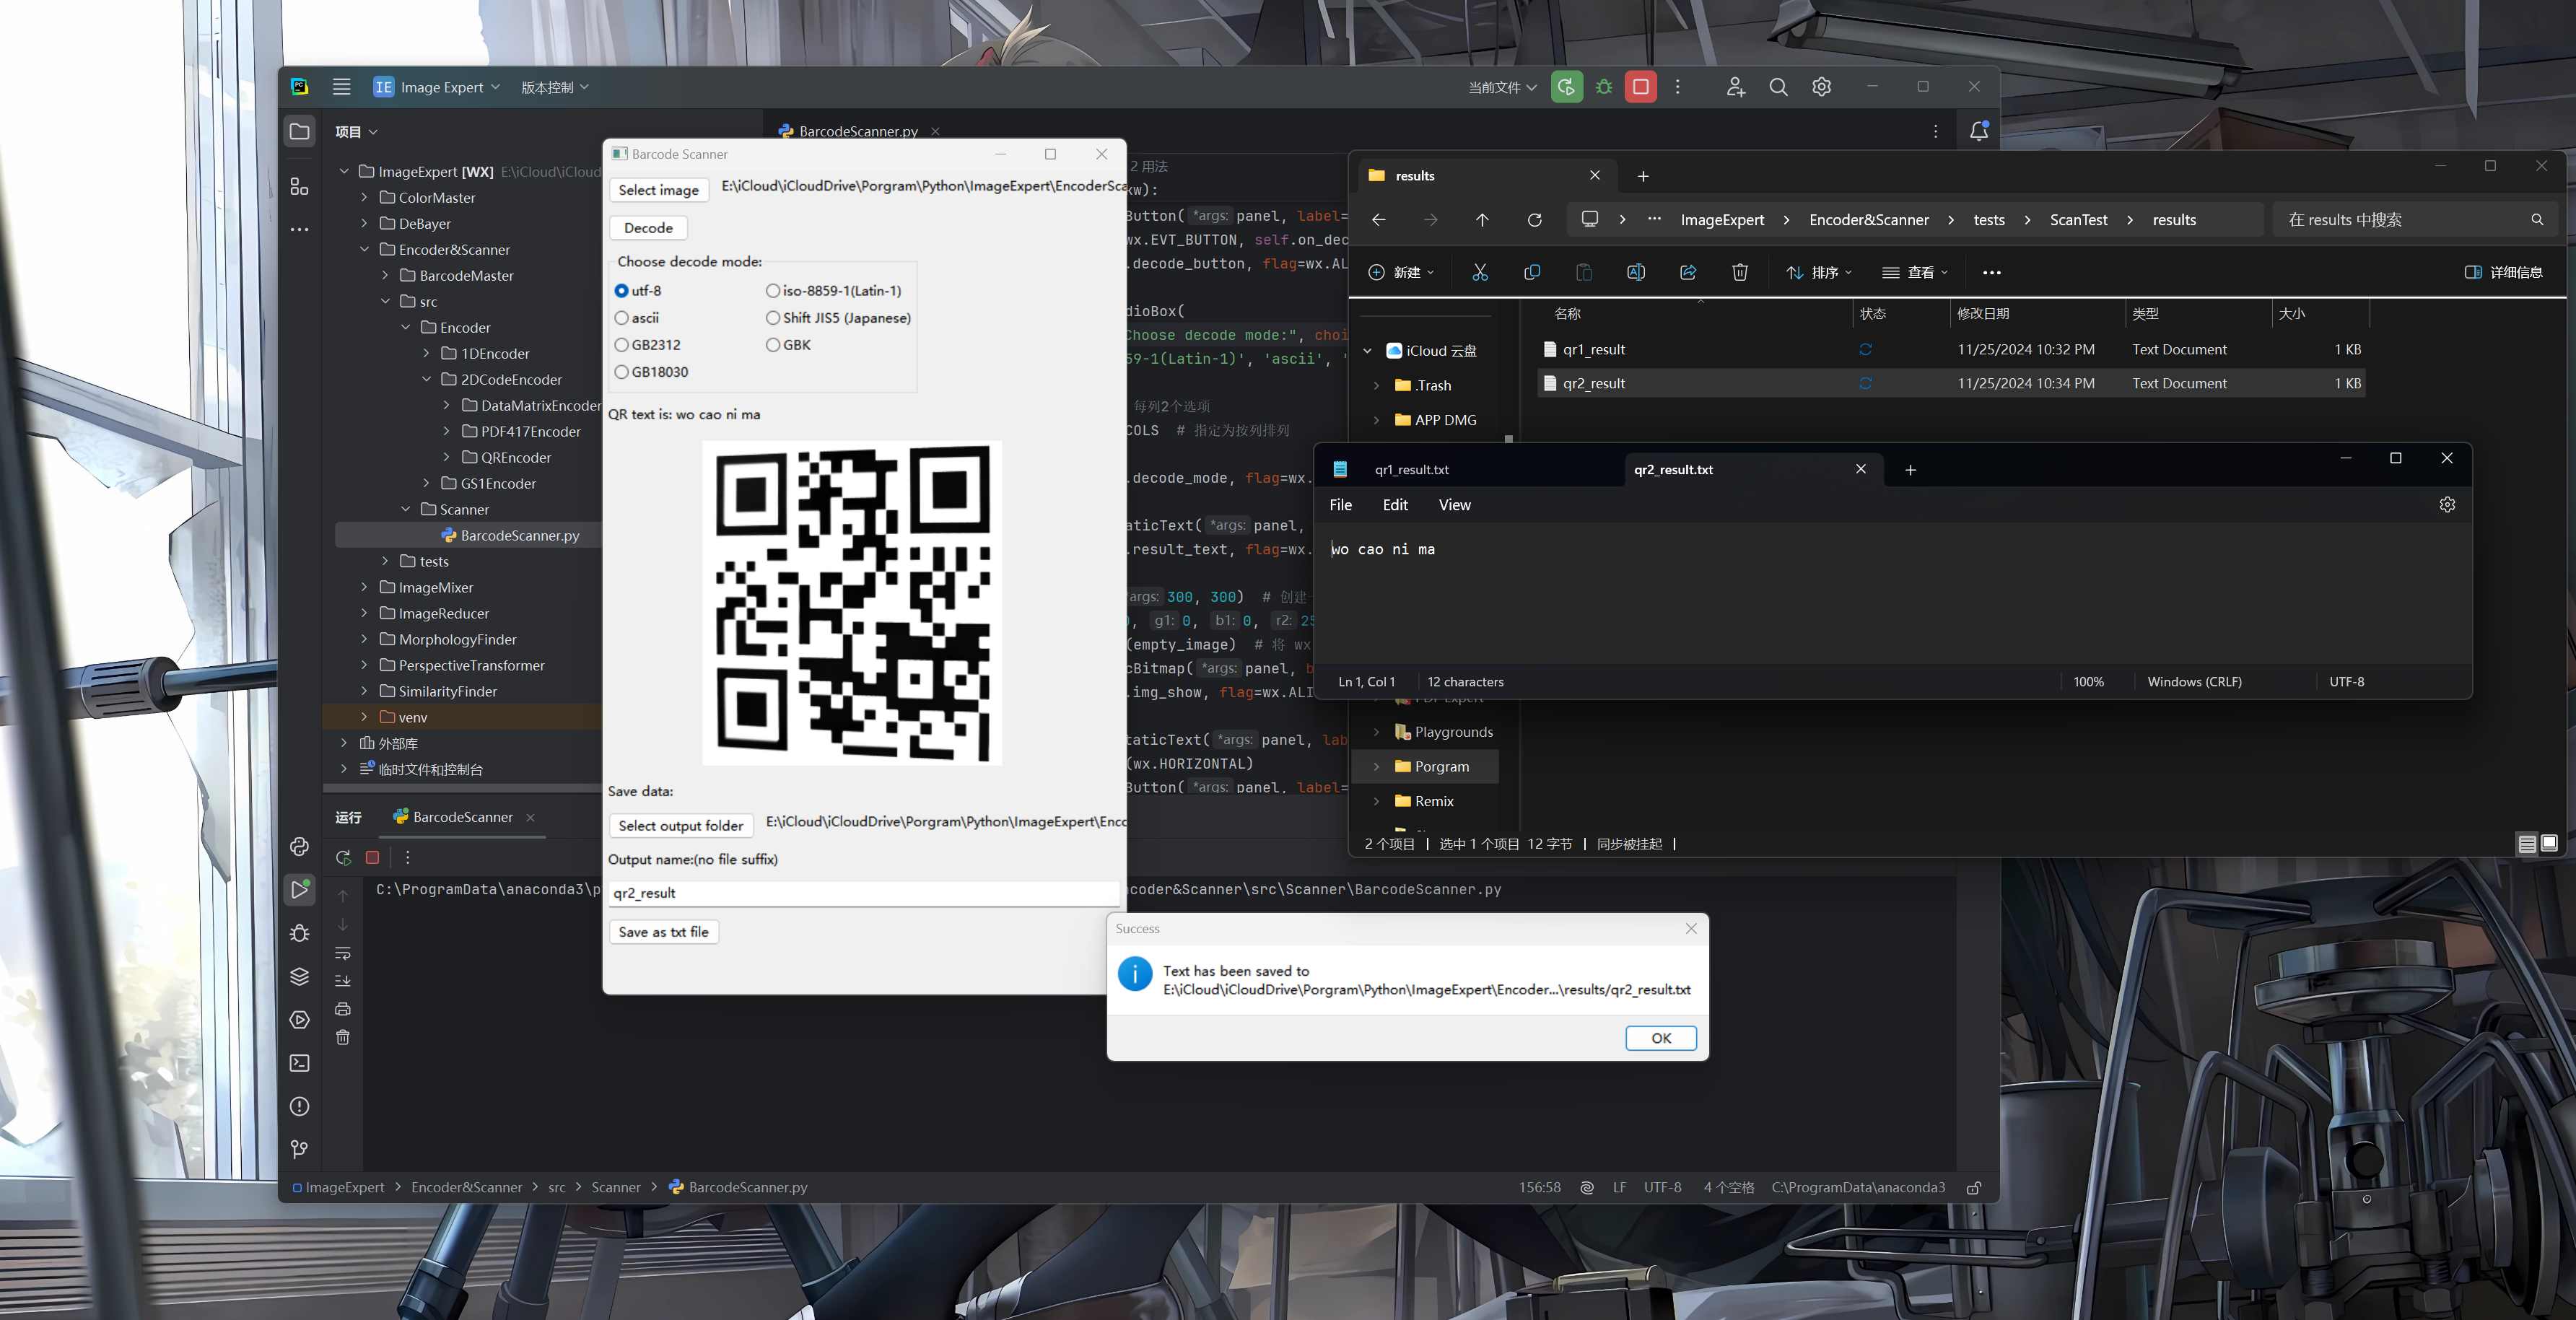 IE Image Expert 版本控制 当前文件
项目
BarcodeScanner.py
ImageExpert [WX] E:\iCloud\iCloud
ColorMaster
DeBayer
Encoder&Scanner
BarcodeMaster
src
Encoder
1DEncoder
2DCodeEncoder
DataMatrixEncoder
PDF417Encoder
QREncoder
GS1Encoder
Scanner
BarcodeScanner.py
tests
ImageMixer
ImageReducer
MorphologyFinder
PerspectiveTransformer
SimilarityFinder
venv
外部库
临时文件和控制台
运行 BarcodeScanner
C:\ProgramData\anaconda3\p
ncoder&Scanner\src\Scanner\BarcodeScanner.py
ImageExpert Encoder&Scanner src Scanner BarcodeScanner.py
156:58 LF UTF-8 4个空格 C:\ProgramData\anaconda3
Barcode Scanner
Select image E:\iCloud\iCloudDrive\Porgram\Python\ImageExpert\EncoderSca
Decode
Choose decode mode:
utf-8 iso-8859-1(Latin-1)
ascii Shift JIS5 (Japanese)
GB2312 GBK
GB18030
QR text is: wo cao ni ma
Save data:
Select output folder E:\iCloud\iCloudDrive\Porgram\Python\ImageExpert\Enco
Output name:(no file suffix)
qr2_result
Save as txt file
2 用法
kw):
Button( *args: panel, label=
wx.EVT_BUTTON, self.on_dec
.decode_button, flag=wx.AL
dioBox(
Choose decode mode:", choi
59-1(Latin-1)', 'ascii', '
每列2个选项
COLS # 指定为按列排列
.decode_mode, flag=wx.
aticText( *args: panel,
.result_text, flag=wx.
*args: 300, 300) # 创建
0, g1: 0, b1: 0, r2: 25
(empty_image) # 将 wx
cBitmap( *args: panel, b
.img_show, flag=wx.ALI
taticText( *args: panel, lab
(wx.HORIZONTAL)
Button( *args: panel, label=
results
ImageExpert Encoder&Scanner tests ScanTest results
在 results 中搜索
新建 排序 查看 详细信息
名称 状态 修改日期 类型 大小
qr1_result 11/25/2024 10:32 PM Text Document 1 KB
qr2_result 11/25/2024 10:34 PM Text Document 1 KB
iCloud 云盘
.Trash
APP DMG
PDF Expert
Playgrounds
Porgram
Remix
2 个项目 选中 1 个项目 12 字节 同步被挂起
qr1_result.txt qr2_result.txt
File Edit View
wo cao ni ma
Ln 1, Col 1 12 characters 100% Windows (CRLF) UTF-8
Success
Text has been saved to
E:\iCloud\iCloudDrive\Porgram\Python\ImageExpert\Encoder...\results/qr2_result.txt
OK